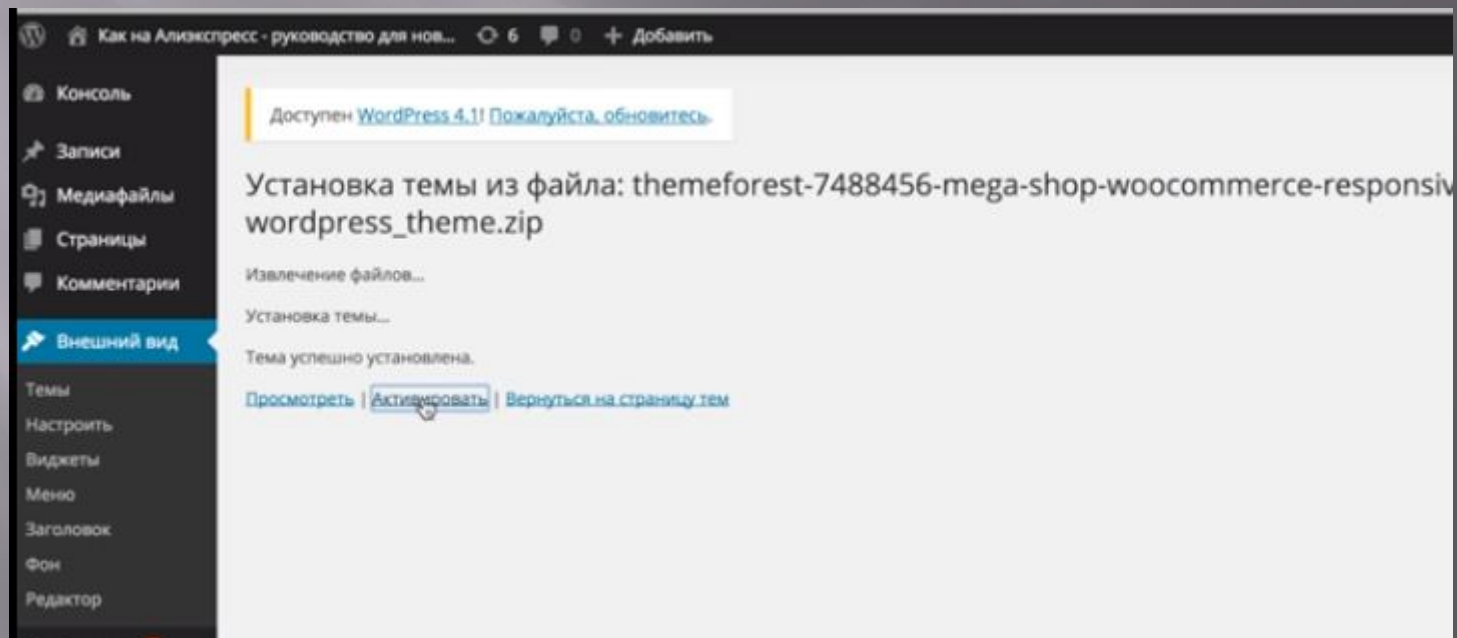 Как на Алиэкспресс - руководство для нов... 6 0 + Добавить
Консоль
Записи
Медиафайлы
Страницы
Комментарии
Внешний вид
Темы
Настроить
Виджеты
Меню
Заголовок
Фон
Редактор
Доступен WordPress 4.1! Пожалуйста, обновитесь.
Установка темы из файла: themeforest-7488456-mega-shop-woocommerce-responsiv
wordpress_theme.zip
Извлечение файлов...
Установка темы...
Тема успешно установлена.
Просмотреть | Активировать | Вернуться на страницу тем